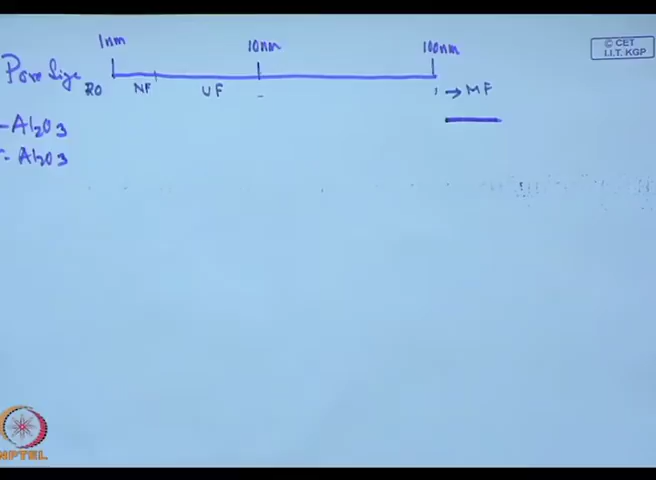 1nm 10nm 100nm
© CET
I.I.T. KGP
Pore Size
RO NF UF → MF
-Al2O3
- Al2O3
NPTEL